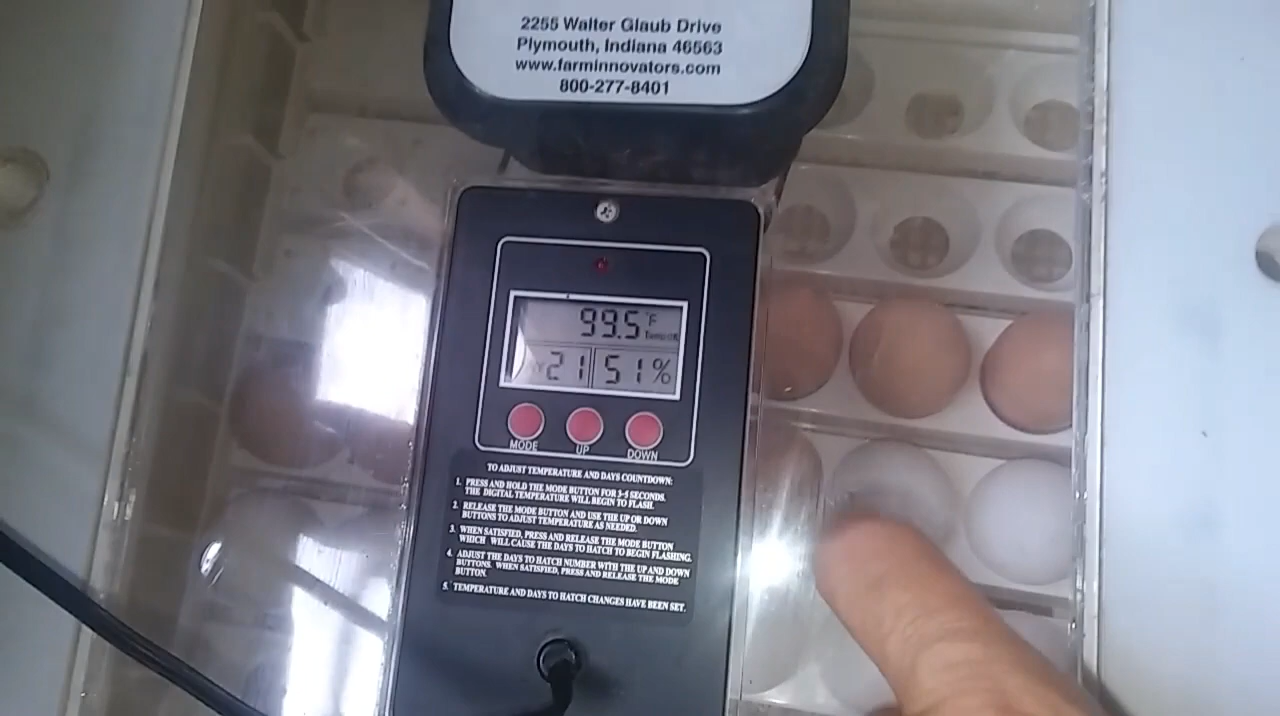 2255 Walter Glaub Drive
Plymouth, Indiana 46563
www.farminnovators.com
800-277-8401
99.5 °F
21 51%
MODE UP DOWN
TO ADJUST TEMPERATURE AND DAYS COUNTDOWN:
1. PRESS AND HOLD THE MODE BUTTON FOR 3-5 SECONDS.
THE DIGITAL TEMPERATURE WILL BEGIN TO FLASH.
2. RELEASE THE MODE BUTTON AND USE THE UP OR DOWN
BUTTONS TO ADJUST TEMPERATURE AS NEEDED.
3. WHEN SATISFIED, PRESS AND RELEASE THE MODE BUTTON
WHICH WILL CAUSE THE DAYS TO HATCH TO BEGIN FLASHING.
4. ADJUST THE DAYS TO HATCH NUMBER WITH THE UP AND DOWN
BUTTONS. WHEN SATISFIED, PRESS AND RELEASE THE MODE
BUTTON.
5. TEMPERATURE AND DAYS TO HATCH CHANGES HAVE BEEN SET.